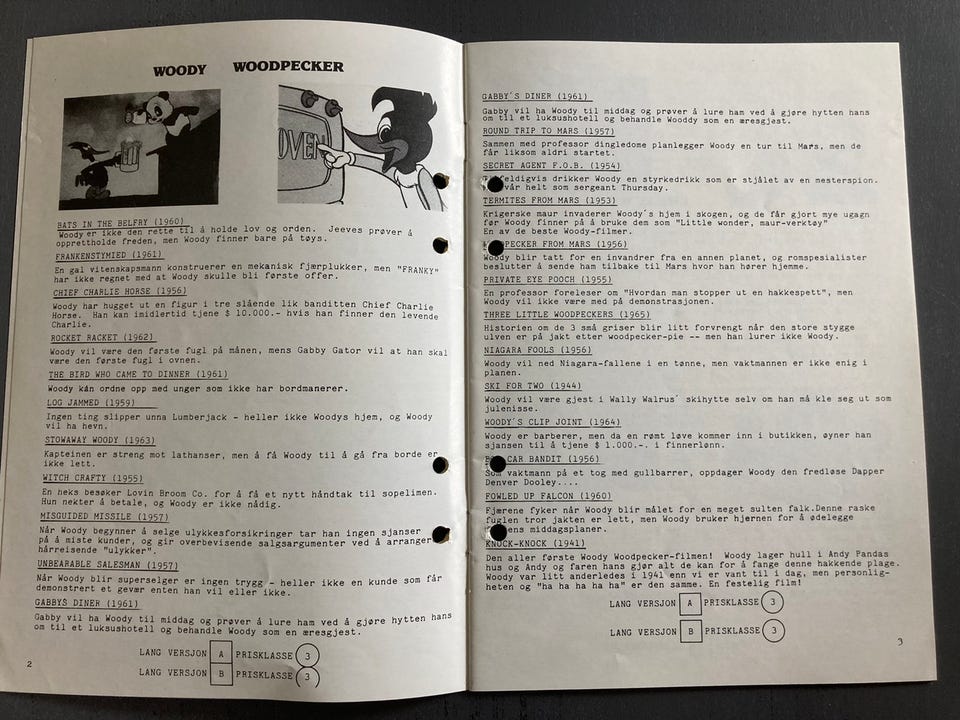 WOODY WOODPECKER
OVEN
BATS IN THE BELFRY (1960)
Woody er ikke den rette til å holde lov og orden. Jeeves prøver å
opprettholde freden, men Woody finner bare på tøys.
FRANKENSTYMIED (1961)
En gal vitenskapsmann konstruerer en mekanisk fjærplukker, men "FRANKY"
har ikke regnet med at Woody skulle bli første offer.
CHIEF CHARLIE HORSE (1956)
Woody har hugget ut en figur i tre slående lik banditten Chief Charlie
Horse. Han kan imidlertid tjene $ 10.000.- hvis han finner den levende
Charlie.
ROCKET RACKET (1962)
Woody vil være den første fugl på månen, mens Gabby Gator vil at han skal
være den første fugl i ovnen.
THE BIRD WHO CAME TO DINNER (1961)
Woody kån ordne opp med unger som ikke har bordmanerer.
LOG JAMMED (1959)
Ingen ting slipper unna Lumberjack - heller ikke Woodys hjem, og Woody
vil ha hevn.
STOWAWAY WOODY (1963)
Kapteinen er streng mot lathanser, men å få Woody til å gå fra borde er
ikke lett.
WITCH CRAFTY (1955)
En heks besøker Lovin Broom Co. for å få et nytt håndtak til sopelimen.
Hun nekter å betale, og Woody er ikke nådig.
MISGUIDED MISSILE (1957)
Når Woody begynner å selge ulykkesforsikringer tar han ingen sjanser
på å miste kunder, og gir overbevisende salgsargumenter ved å arranger
hårreisende "ulykker".
UNBEARABLE SALESMAN (1957)
Når Woody blir superselger er ingen trygg - heller ikke en kunde som får
demonstrert et gevær enten han vil eller ikke.
GABBYS DINER (1961)
Gabby vil ha Woody til middag og prøver å lure ham ved å gjøre hytten hans
om til et luksushotell og behandle Woody som en æresgjest.
LANG VERSJON A PRISKLASSE 3
LANG VERSJON B PRISKLASSE 3
2
GABBY´S DINER (1961)
Gabby vil ha Woody til middag og prøver å lure ham ved å gjøre hytten hans
om til et luksushotell og behandle Wooddy som en æresgjest.
ROUND TRIP TO MARS (1957)
Sammen med professor dingledome planlegger Woody en tur til Mars, men de
får liksom aldri startet.
SECRET AGENT F.O.B. (1954)
feldigvis drikker Woody en styrkedrikk som er stjålet av en mesterspion.
vår helt som sergeant Thursday.
TERMITES FROM MARS (1953)
Krigerske maur invaderer Woody´s hjem i skogen, og de får gjort mye ugagn
før Woody finner på å bruke dem som "Little wonder, maur-verktøy"
En av de beste Woody-filmer.
PECKER FROM MARS (1956)
Woody blir tatt for en invandrer fra en annen planet, og romspesialister
beslutter å sende ham tilbake til Mars hvor han hører hjemme.
PRIVATE EYE POOCH (1955)
En professor foreleser om "Hvordan man stopper ut en hakkespett", men
Woody vil ikke være med på demonstrasjonen.
THREE LITTLE WOODPECKERS (1965)
Historien om de 3 små griser blir litt forvrengt når den store stygge
ulven er på jakt etter woodpecker-pie -- men han lurer ikke Woody.
NIAGARA FOOLS (1956)
Woody vil ned Niagara-fallene i en tønne, men vaktmannen er ikke enig i
planen.
SKI FOR TWO (1944)
Woody vil være gjest i Wally Walrus´ skihytte selv om han må kle seg ut som
julenisse.
WOODY´S CLIP JOINT (1964)
Woody er barberer, men da en rømt løve kommer inn i butikken, øyner han
sjansen til å tjene $ 1.000.-. i finnerlønn.
CAR BANDIT (1956)
Som vaktmann på et tog med gullbarrer, oppdager Woody den fredløse Dapper
Denver Dooley....
FOWLED UP FALCON (1960)
Fjærene fyker når Woody blir målet for en meget sulten falk.Denne raske
fuglen tror jakten er lett, men Woody bruker hjernen for å ødelegge
ens middagsplaner.
KNOCK-KNOCK (1941)
Den aller første Woody Woodpecker-filmen! Woody lager hull i Andy Pandas
hus og Andy og faren hans gjør alt de kan for å fange denne hakkende plage.
Woody var litt anderledes i 1941 enn vi er vant til i dag, men personlig-
heten og "ha ha ha ha ha" er den samme. En festelig film!
LANG VERSJON A PRISKLASSE 3
LANG VERSJON B PRISKLASSE 3
3